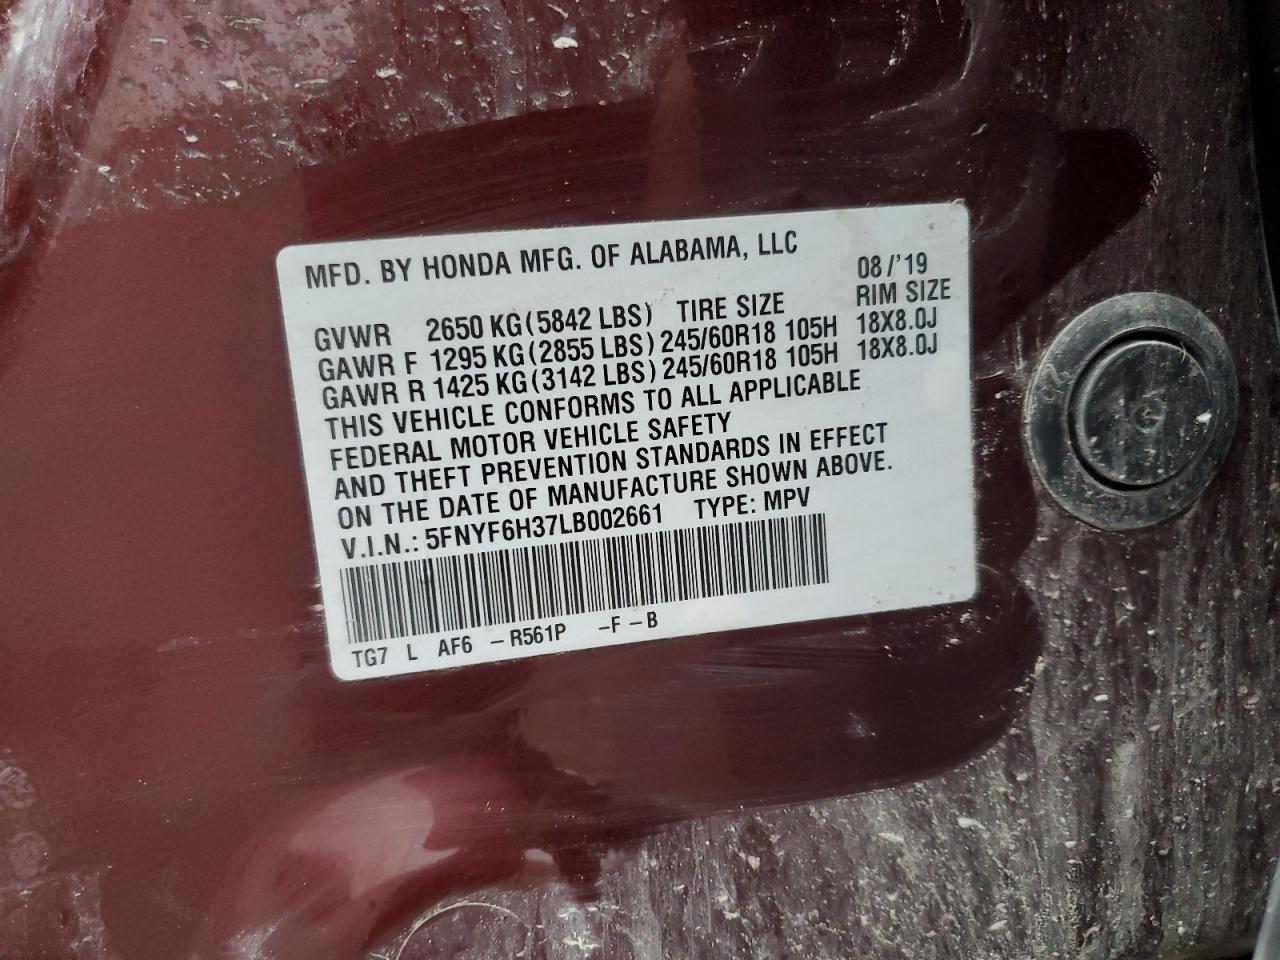 MFD. BY HONDA MFG. OF ALABAMA, LLC
08/'19
GVWR 2650 KG(5842 LBS) TIRE SIZE RIM SIZE
GAWR F 1295 KG(2855 LBS) 245/60R18 105H 18X8.0J
GAWR R 1425 KG(3142 LBS) 245/60R18 105H 18X8.0J
THIS VEHICLE CONFORMS TO ALL APPLICABLE
FEDERAL MOTOR VEHICLE SAFETY
AND THEFT PREVENTION STANDARDS IN EFFECT
ON THE DATE OF MANUFACTURE SHOWN ABOVE.
V.I.N.: 5FNYF6H37LB002661 TYPE: MPV
TG7 L AF6 -R561P -F-B